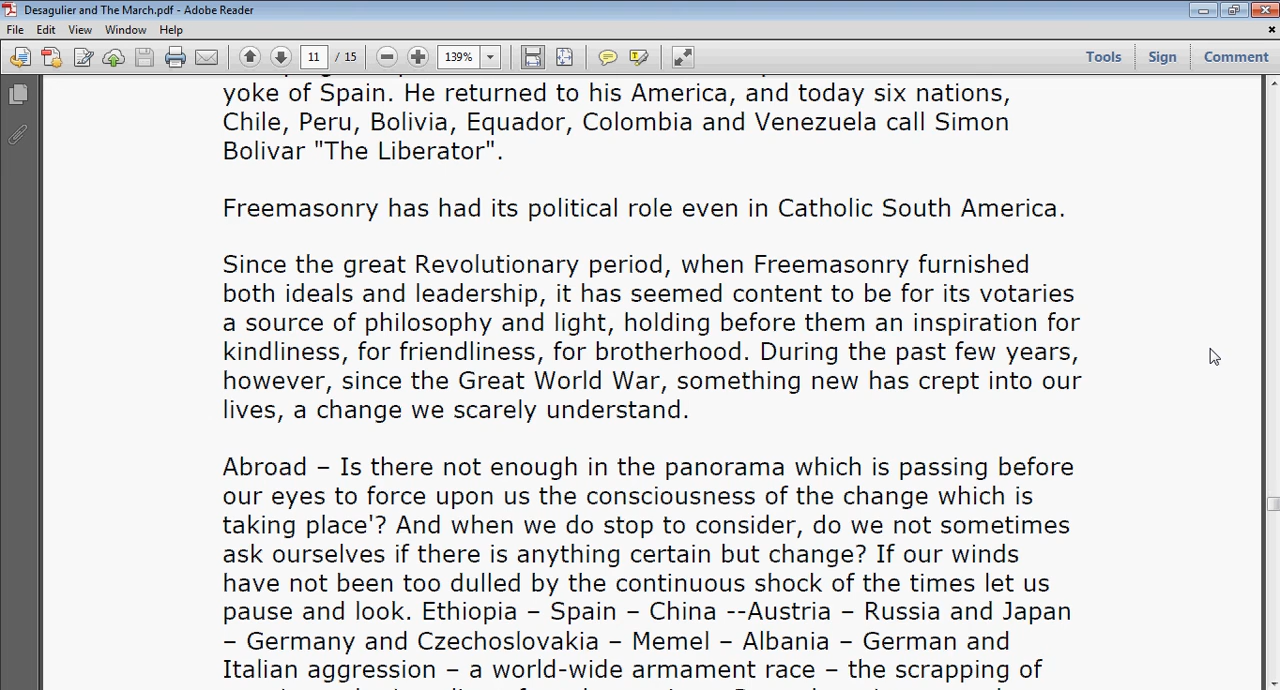 Desagulier and The March.pdf - Adobe Reader
File Edit View Window Help
11 / 15 139% Tools Sign Comment
yoke of Spain. He returned to his America, and today six nations,
Chile, Peru, Bolivia, Equador, Colombia and Venezuela call Simon
Bolivar "The Liberator".
Freemasonry has had its political role even in Catholic South America.
Since the great Revolutionary period, when Freemasonry furnished
both ideals and leadership, it has seemed content to be for its votaries
a source of philosophy and light, holding before them an inspiration for
kindliness, for friendliness, for brotherhood. During the past few years,
however, since the Great World War, something new has crept into our
lives, a change we scarely understand.
Abroad – Is there not enough in the panorama which is passing before
our eyes to force upon us the consciousness of the change which is
taking place'? And when we do stop to consider, do we not sometimes
ask ourselves if there is anything certain but change? If our winds
have not been too dulled by the continuous shock of the times let us
pause and look. Ethiopia – Spain – China --Austria – Russia and Japan
– Germany and Czechoslovakia – Memel – Albania – German and
Italian aggression – a world-wide armament race – the scrapping of